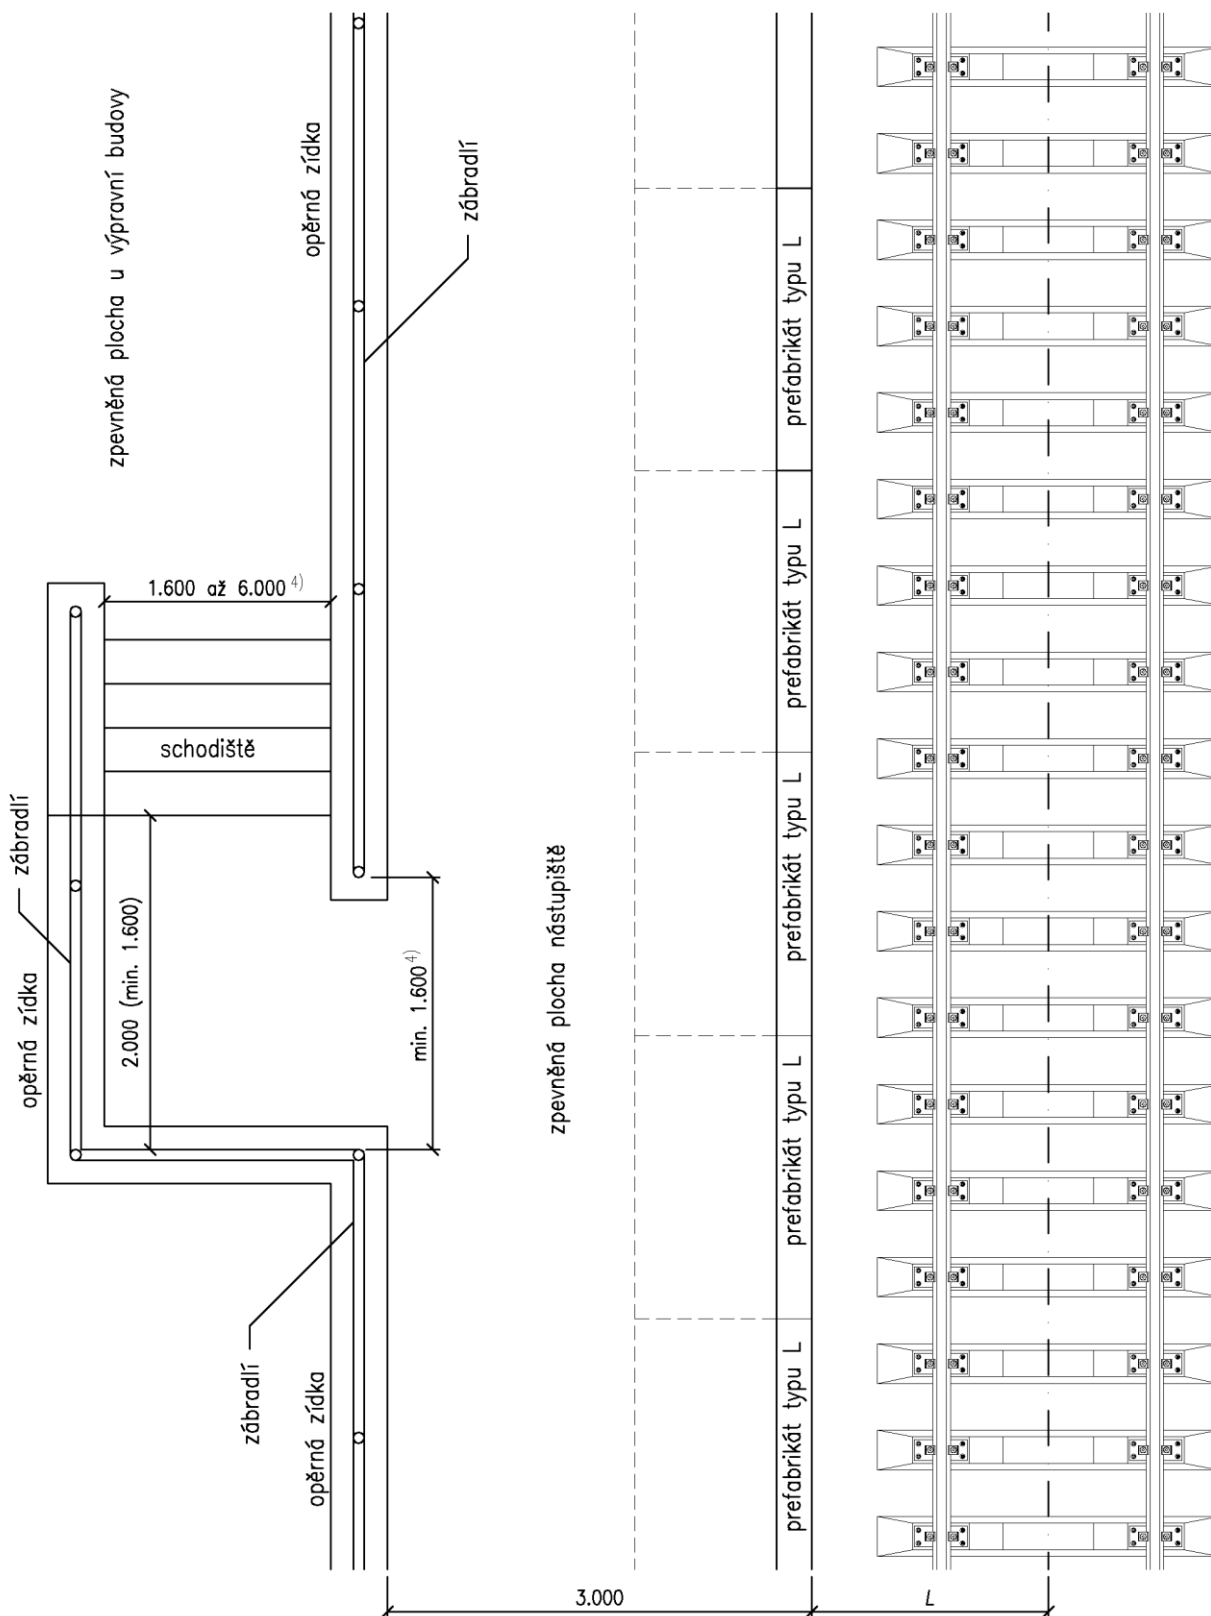 zpevněná plocha u výpravní budovy
opěrná zídka
zábradlí
prefabrikát typu L
1.600 až 6.000 4)
prefabrikát typu L
schodiště
zábradlí
opěrná zídka
2.000 (min. 1.600)
min. 1.600 4)
zpevněná plocha nástupiště
prefabrikát typu L
prefabrikát typu L
zábradlí
opěrná zídka
prefabrikát typu L
3.000
L